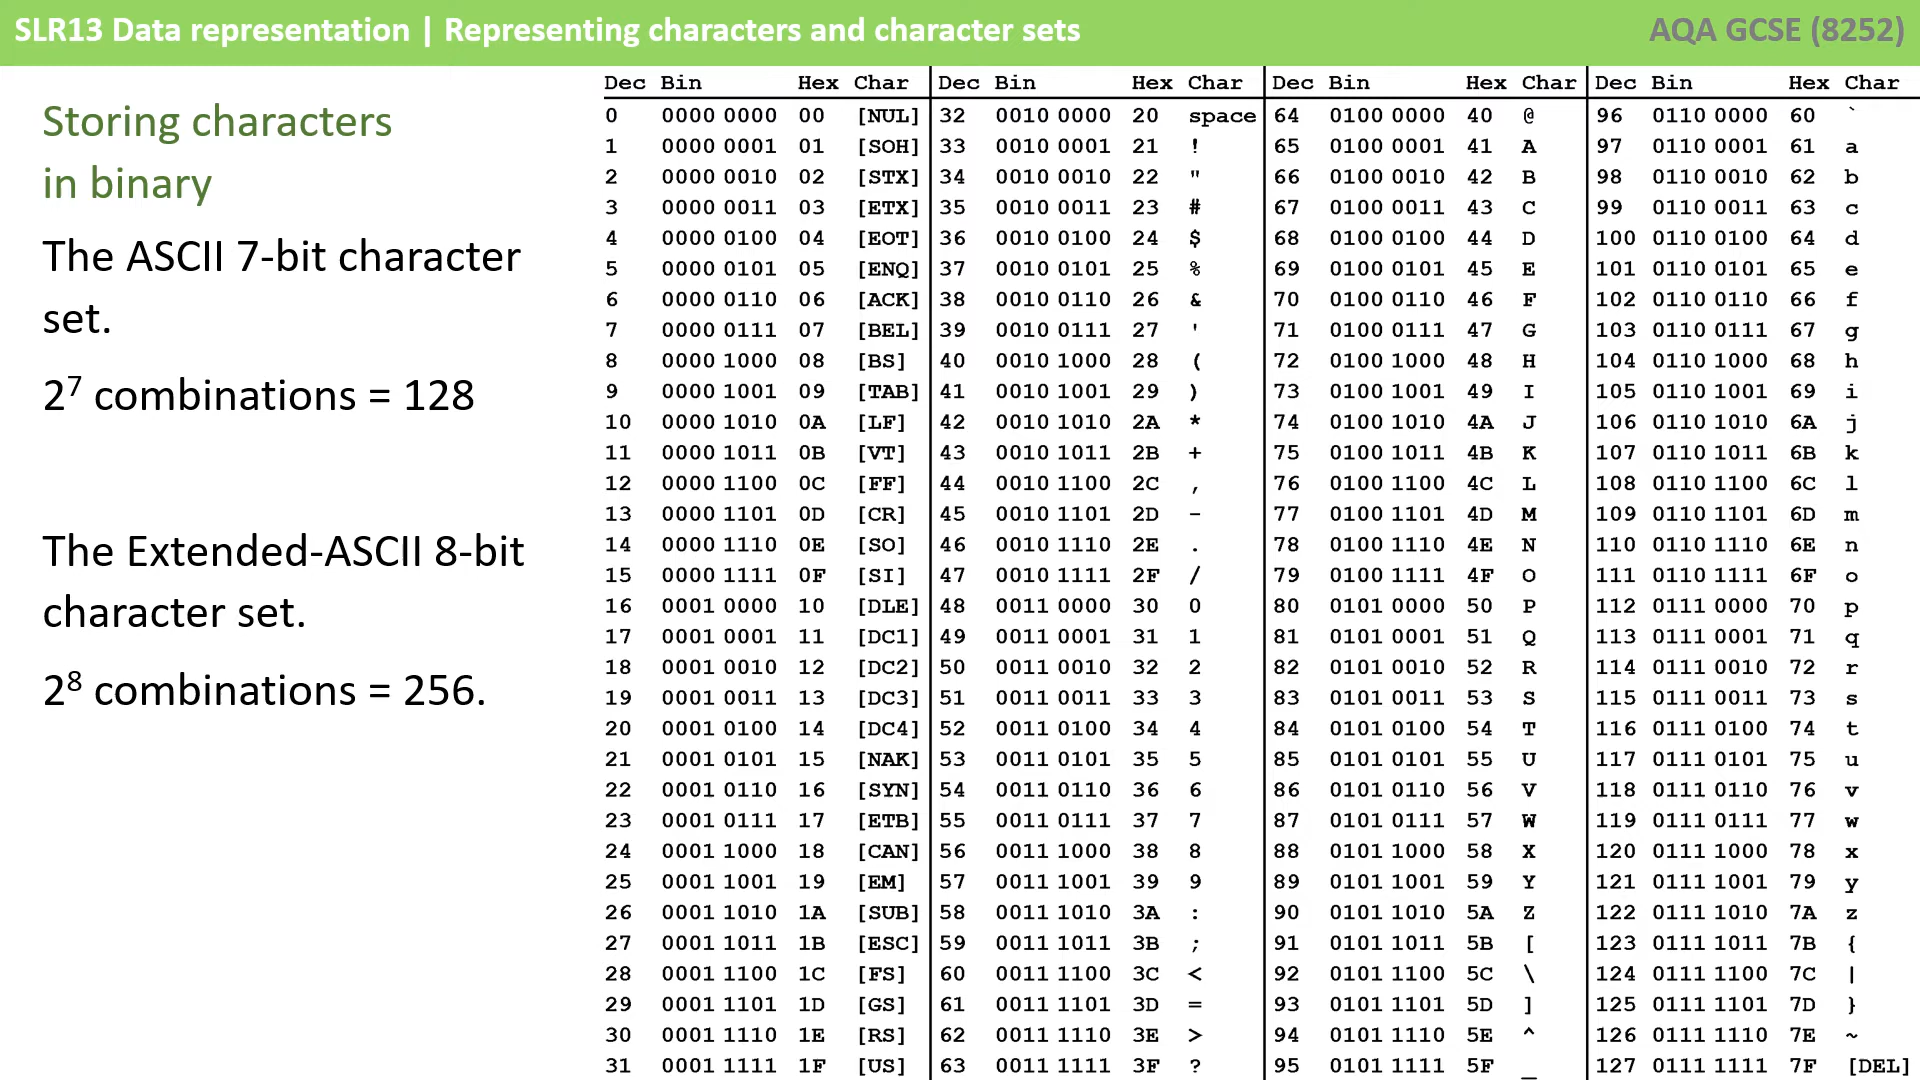 SLR13 Data representation | Representing characters and character sets
AQA GCSE (8252)
Storing characters
in binary
The ASCII 7-bit character
set.
2⁷ combinations = 128
The Extended-ASCII 8-bit
character set.
2⁸ combinations = 256.
Dec Bin Hex Char Dec Bin Hex Char Dec Bin Hex Char Dec Bin Hex Char
0 0000 0000 00 [NUL] 32 0010 0000 20 space 64 0100 0000 40 @ 96 0110 0000 60 `
1 0000 0001 01 [SOH] 33 0010 0001 21 ! 65 0100 0001 41 A 97 0110 0001 61 a
2 0000 0010 02 [STX] 34 0010 0010 22 " 66 0100 0010 42 B 98 0110 0010 62 b
3 0000 0011 03 [ETX] 35 0010 0011 23 # 67 0100 0011 43 C 99 0110 0011 63 c
4 0000 0100 04 [EOT] 36 0010 0100 24 $ 68 0100 0100 44 D 100 0110 0100 64 d
5 0000 0101 05 [ENQ] 37 0010 0101 25 % 69 0100 0101 45 E 101 0110 0101 65 e
6 0000 0110 06 [ACK] 38 0010 0110 26 & 70 0100 0110 46 F 102 0110 0110 66 f
7 0000 0111 07 [BEL] 39 0010 0111 27 ' 71 0100 0111 47 G 103 0110 0111 67 g
8 0000 1000 08 [BS] 40 0010 1000 28 ( 72 0100 1000 48 H 104 0110 1000 68 h
9 0000 1001 09 [TAB] 41 0010 1001 29 ) 73 0100 1001 49 I 105 0110 1001 69 i
10 0000 1010 0A [LF] 42 0010 1010 2A * 74 0100 1010 4A J 106 0110 1010 6A j
11 0000 1011 0B [VT] 43 0010 1011 2B + 75 0100 1011 4B K 107 0110 1011 6B k
12 0000 1100 0C [FF] 44 0010 1100 2C , 76 0100 1100 4C L 108 0110 1100 6C l
13 0000 1101 0D [CR] 45 0010 1101 2D - 77 0100 1101 4D M 109 0110 1101 6D m
14 0000 1110 0E [SO] 46 0010 1110 2E . 78 0100 1110 4E N 110 0110 1110 6E n
15 0000 1111 0F [SI] 47 0010 1111 2F / 79 0100 1111 4F O 111 0110 1111 6F o
16 0001 0000 10 [DLE] 48 0011 0000 30 0 80 0101 0000 50 P 112 0111 0000 70 p
17 0001 0001 11 [DC1] 49 0011 0001 31 1 81 0101 0001 51 Q 113 0111 0001 71 q
18 0001 0010 12 [DC2] 50 0011 0010 32 2 82 0101 0010 52 R 114 0111 0010 72 r
19 0001 0011 13 [DC3] 51 0011 0011 33 3 83 0101 0011 53 S 115 0111 0011 73 s
20 0001 0100 14 [DC4] 52 0011 0100 34 4 84 0101 0100 54 T 116 0111 0100 74 t
21 0001 0101 15 [NAK] 53 0011 0101 35 5 85 0101 0101 55 U 117 0111 0101 75 u
22 0001 0110 16 [SYN] 54 0011 0110 36 6 86 0101 0110 56 V 118 0111 0110 76 v
23 0001 0111 17 [ETB] 55 0011 0111 37 7 87 0101 0111 57 W 119 0111 0111 77 w
24 0001 1000 18 [CAN] 56 0011 1000 38 8 88 0101 1000 58 X 120 0111 1000 78 x
25 0001 1001 19 [EM] 57 0011 1001 39 9 89 0101 1001 59 Y 121 0111 1001 79 y
26 0001 1010 1A [SUB] 58 0011 1010 3A : 90 0101 1010 5A Z 122 0111 1010 7A z
27 0001 1011 1B [ESC] 59 0011 1011 3B ; 91 0101 1011 5B [ 123 0111 1011 7B {
28 0001 1100 1C [FS] 60 0011 1100 3C < 92 0101 1100 5C \ 124 0111 1100 7C |
29 0001 1101 1D [GS] 61 0011 1101 3D = 93 0101 1101 5D ] 125 0111 1101 7D }
30 0001 1110 1E [RS] 62 0011 1110 3E > 94 0101 1110 5E ^ 126 0111 1110 7E ~
31 0001 1111 1F [US] 63 0011 1111 3F ? 95 0101 1111 5F _ 127 0111 1111 7F [DEL]